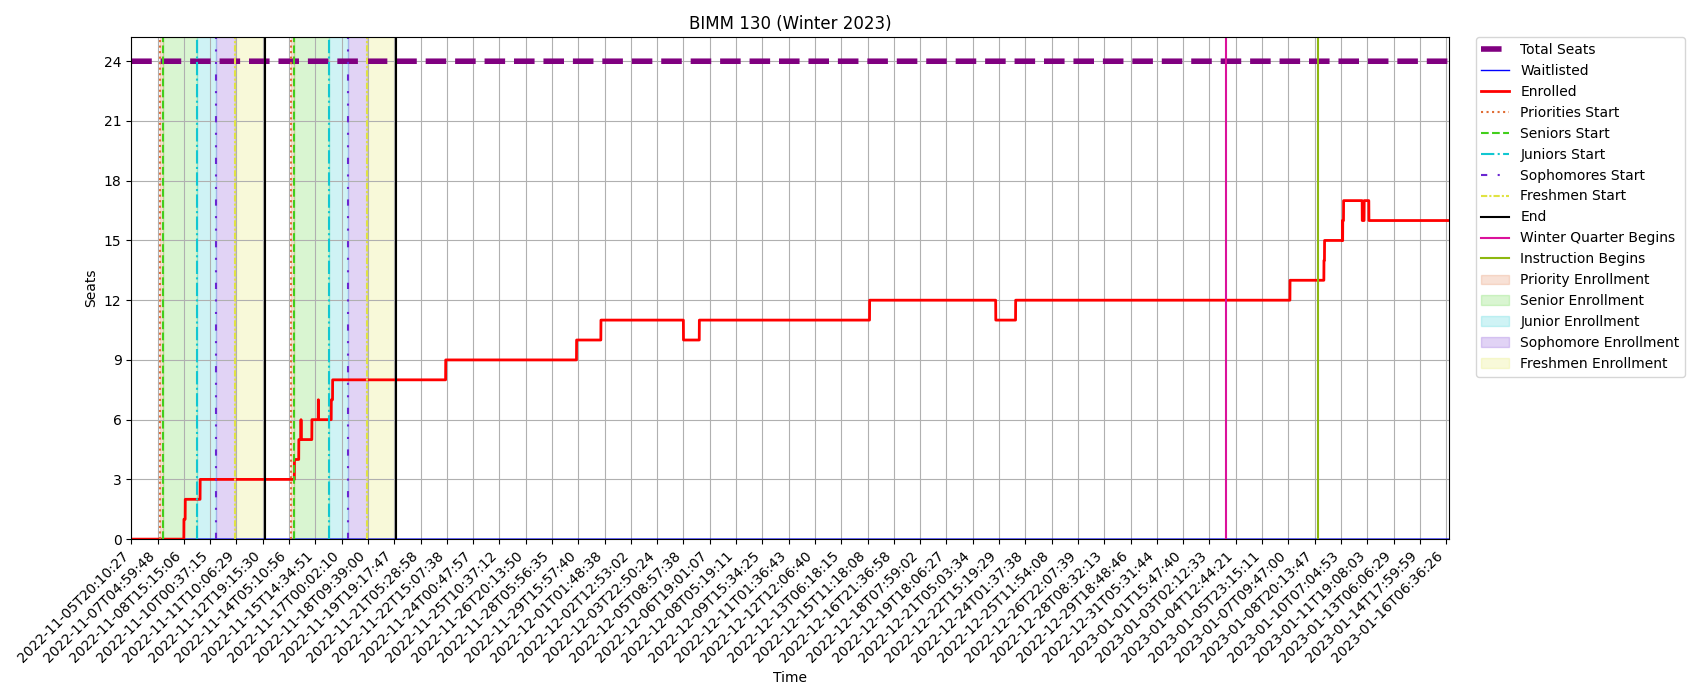 BIMM 130 (Winter 2023)
Seats
24
21
18
15
12
9
6
3
0
2022-11-05T20:10:27
2022-11-07T04:59:48
2022-11-08T15:15:06
2022-11-10T00:37:15
2022-11-11T10:06:29
2022-11-12T19:15:30
2022-11-14T05:10:56
2022-11-15T14:34:51
2022-11-17T00:02:10
2022-11-18T09:39:00
2022-11-19T19:17:47
2022-11-21T05:28:58
2022-11-22T15:07:38
2022-11-24T00:47:57
2022-11-25T10:37:12
2022-11-26T20:13:50
2022-11-28T05:56:35
2022-11-29T15:57:40
2022-12-01T01:48:38
2022-12-02T12:53:02
2022-12-03T22:50:24
2022-12-05T08:57:38
2022-12-06T19:01:07
2022-12-08T05:19:11
2022-12-09T15:34:25
2022-12-11T01:36:43
2022-12-12T12:06:40
2022-12-13T06:18:15
2022-12-15T11:18:08
2022-12-16T21:36:58
2022-12-18T07:59:02
2022-12-19T18:06:27
2022-12-21T05:03:34
2022-12-22T15:19:29
2022-12-24T01:37:38
2022-12-25T11:54:08
2022-12-26T22:07:39
2022-12-28T08:32:13
2022-12-29T18:48:46
2022-12-31T05:31:44
2023-01-01T15:47:40
2023-01-03T02:12:33
2023-01-04T12:44:21
2023-01-05T23:15:11
2023-01-07T09:47:00
2023-01-08T20:13:47
2023-01-10T07:04:53
2023-01-11T19:08:03
2023-01-13T06:06:29
2023-01-14T17:59:59
2023-01-16T06:36:26
Time
Total Seats
Waitlisted
Enrolled
Priorities Start
Seniors Start
Juniors Start
Sophomores Start
Freshmen Start
End
Winter Quarter Begins
Instruction Begins
Priority Enrollment
Senior Enrollment
Junior Enrollment
Sophomore Enrollment
Freshmen Enrollment